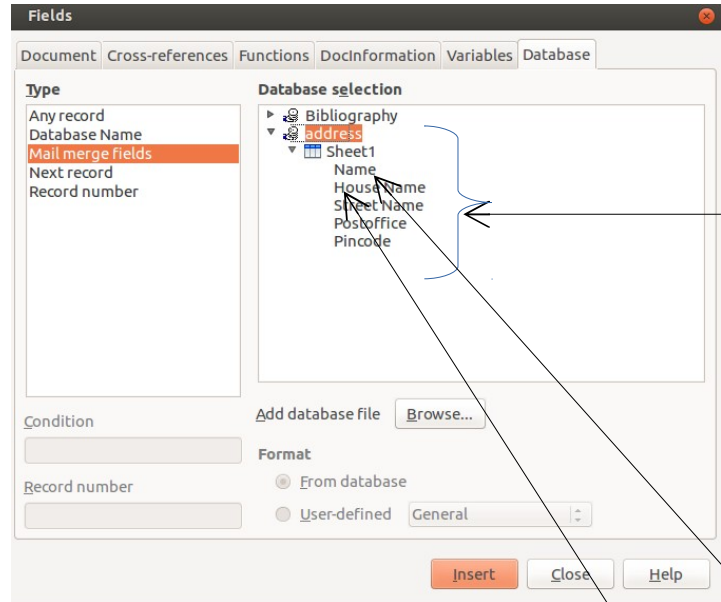 Fields
Document Cross-references Functions DocInformation Variables Database
Type
Any record
Database Name
Mail merge fields
Next record
Record number
Database selection
Bibliography
address
Sheet1
Name
House Name
Street Name
Postoffice
Pincode
Add database file Browse...
Condition
Format
From database
Record number
User-defined General
Insert Close Help